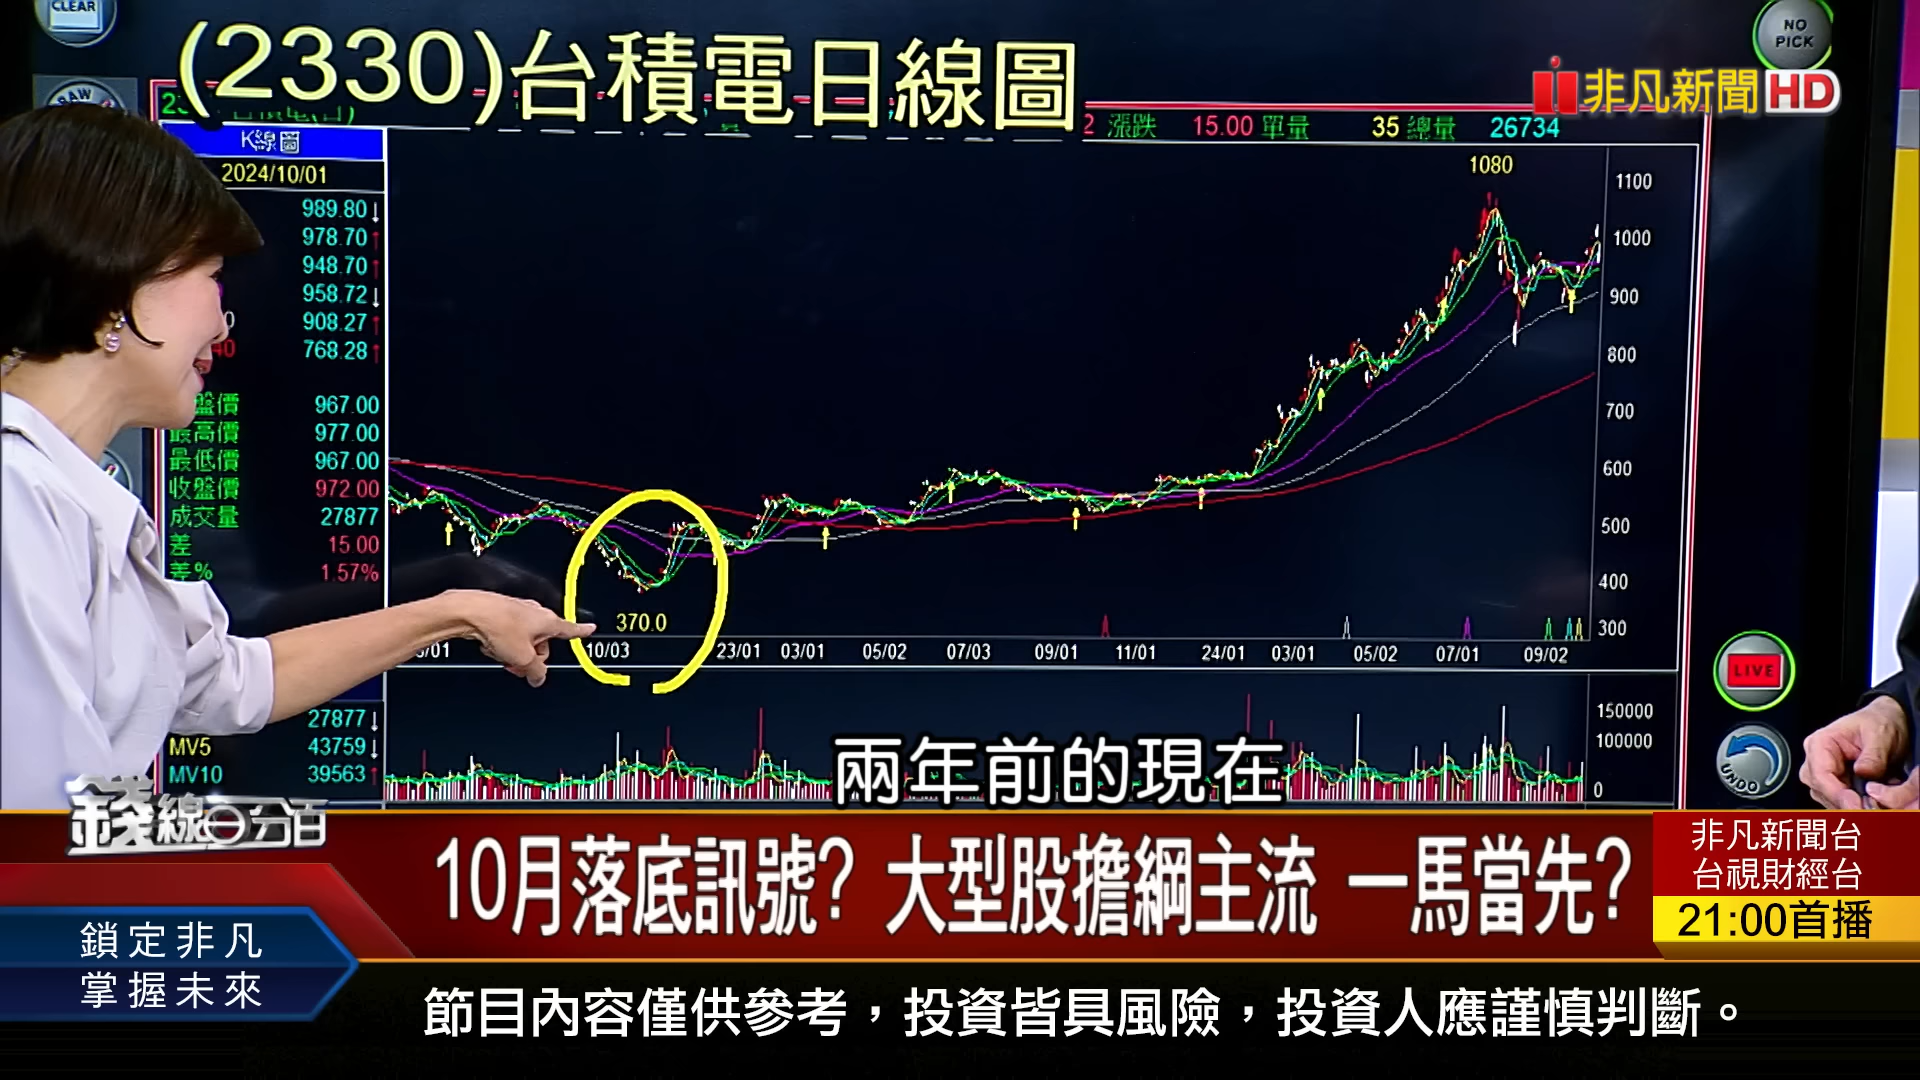 CLEAR
NO
PICK
(2330)台積電日線圖
非凡新聞HD
RAW
K線圖
漲跌 15.00 單量 35 總量 26734
2024/10/01
1080
989.80↓
978.70↑
948.70↑
958.72↓
908.27↑
768.28↑
盤價 967.00
最高價 977.00
最低價 967.00
收盤價 972.00
成交量 27877
差 15.00
差% 1.57%
1100
1000
900
800
700
600
500
400
300
370.0
10/03 23/01 03/01 05/02 07/03 09/01 11/01 24/01 03/01 05/02 07/01 09/02
LIVE
27877↓
MV5 43759↓
MV10 39563↑
150000
100000
0
UNDO
兩年前的現在
錢線百分百
10月落底訊號? 大型股擔綱主流 一馬當先?
非凡新聞台
台視財經台
21:00首播
鎖定非凡
掌握未來
節目內容僅供參考，投資皆具風險，投資人應謹慎判斷。